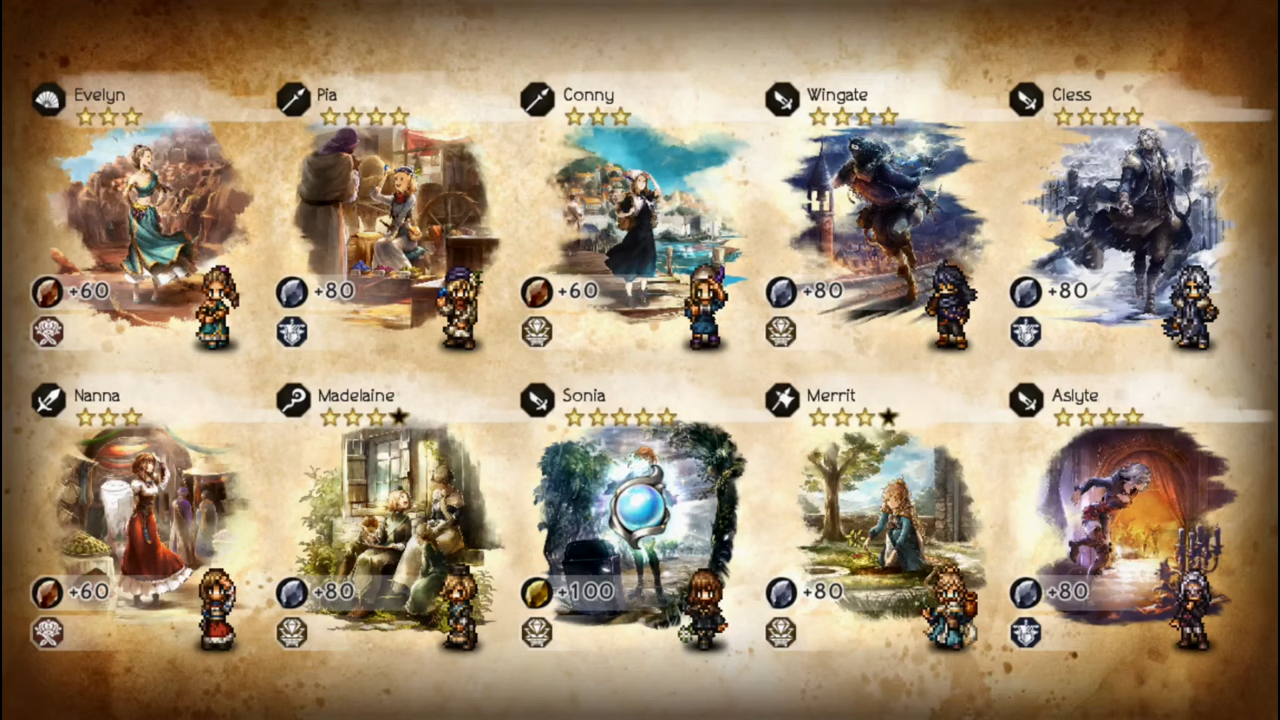 Evelyn
Pia
Conny
Wingate
Cless
+60
+80
+60
+80
+80
Nanna
Madelaine
Sonia
Merrit
Aslyte
+60
+80
+100
+80
+80